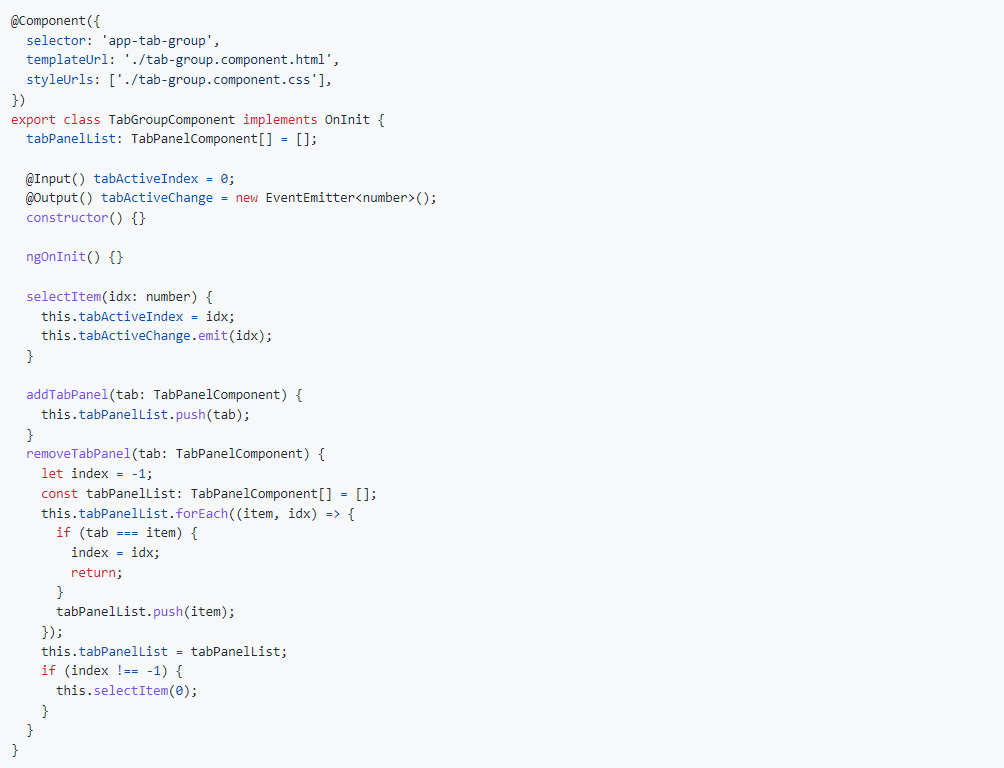 @Component({
  selector: 'app-tab-group',
  templateUrl: './tab-group.component.html',
  styleUrls: ['./tab-group.component.css'],
})
export class TabGroupComponent implements OnInit {
  tabPanelList: TabPanelComponent[] = [];

  @Input() tabActiveIndex = 0;
  @Output() tabActiveChange = new EventEmitter<number>();
  constructor() {}

  ngOnInit() {}

  selectItem(idx: number) {
    this.tabActiveIndex = idx;
    this.tabActiveChange.emit(idx);
  }

  addTabPanel(tab: TabPanelComponent) {
    this.tabPanelList.push(tab);
  }
  removeTabPanel(tab: TabPanelComponent) {
    let index = -1;
    const tabPanelList: TabPanelComponent[] = [];
    this.tabPanelList.forEach((item, idx) => {
      if (tab === item) {
        index = idx;
        return;
      }
      tabPanelList.push(item);
    });
    this.tabPanelList = tabPanelList;
    if (index !== -1) {
      this.selectItem(0);
    }
  }
}